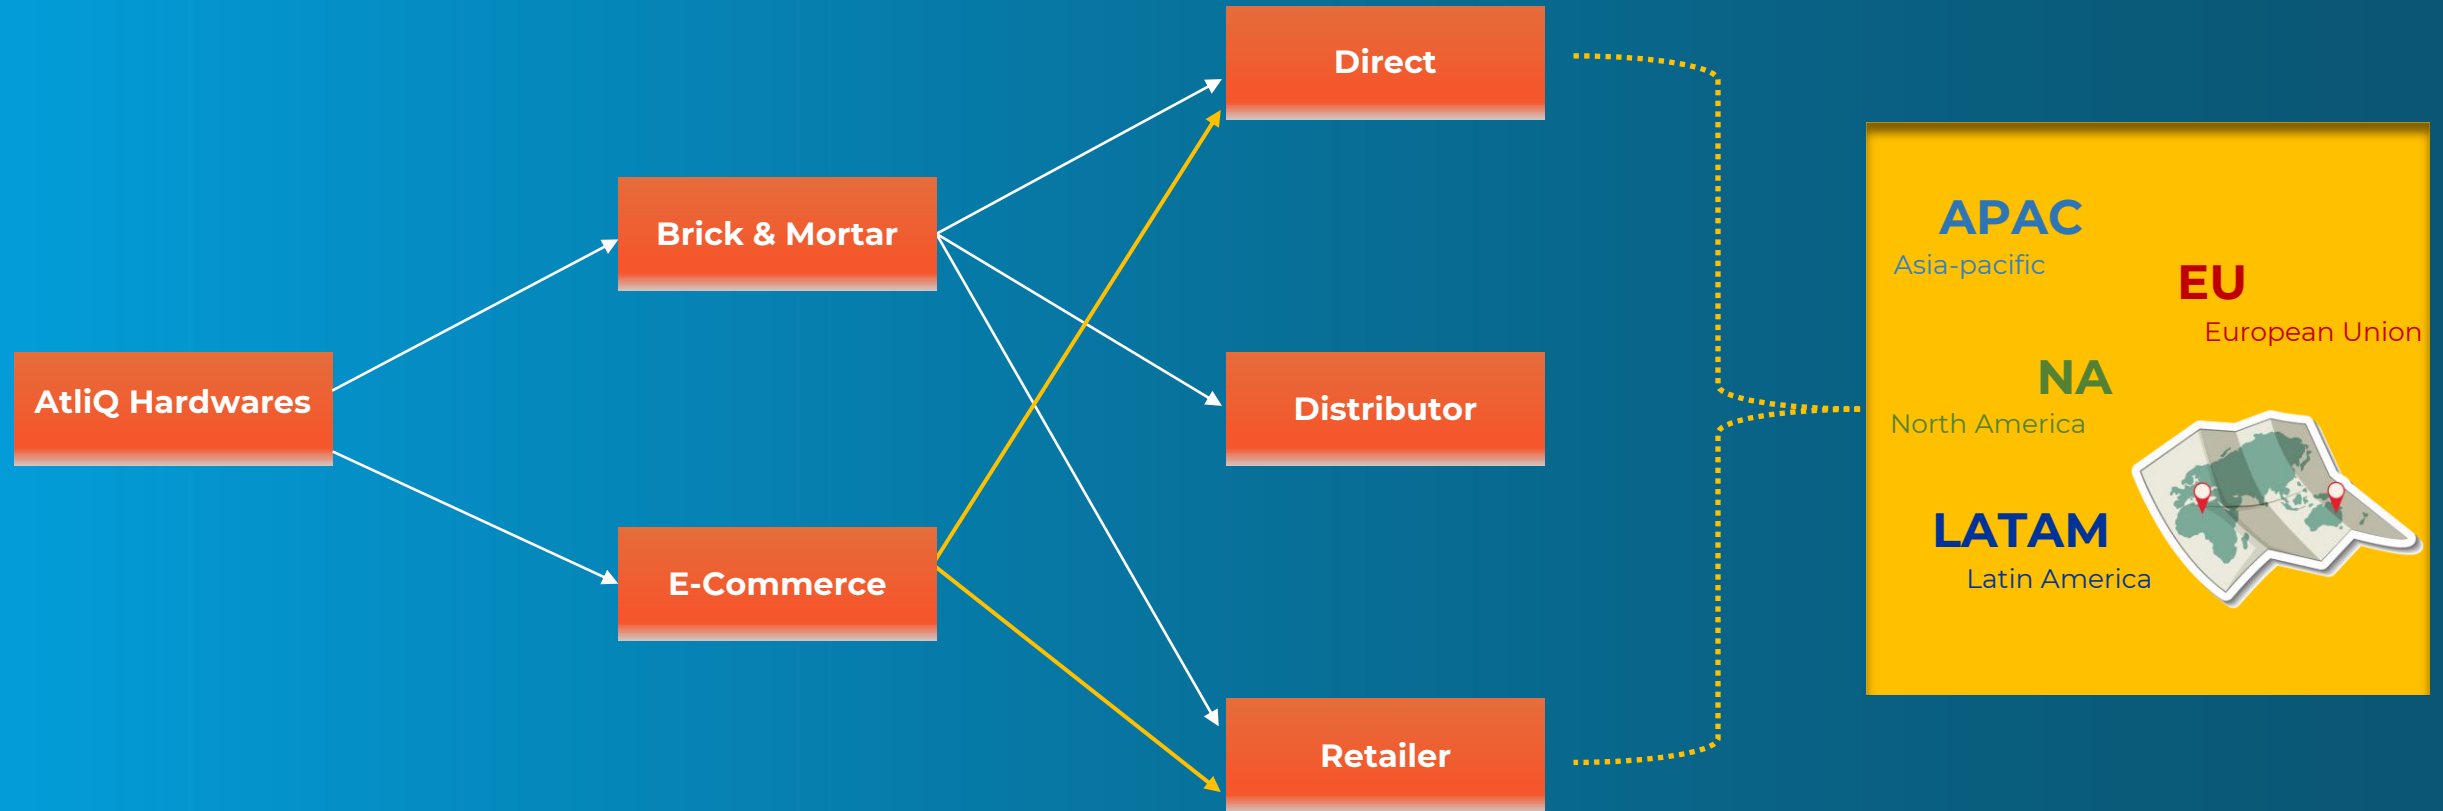 Direct
Brick & Mortar
AtliQ Hardwares
Distributor
E-Commerce
Retailer
APAC
Asia-pacific
EU
European Union
NA
North America
LATAM
Latin America